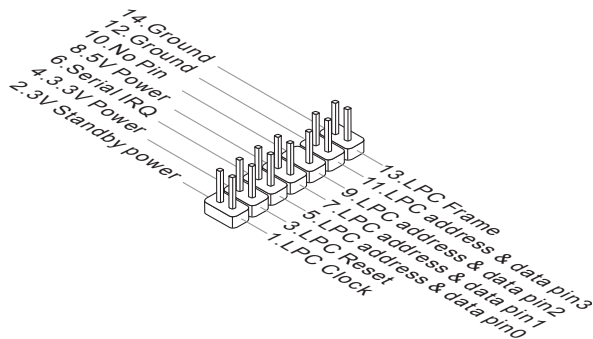 14.Ground
12.Ground
10.No Pin
8.5V Power
6.Serial IRQ
4.3.3V Power
2.3V Standby power
13.LPC Frame
11.LPC address & data pin3
9.LPC address & data pin2
7.LPC address & data pin1
5.LPC address & data pin0
3.LPC Reset
1.LPC Clock